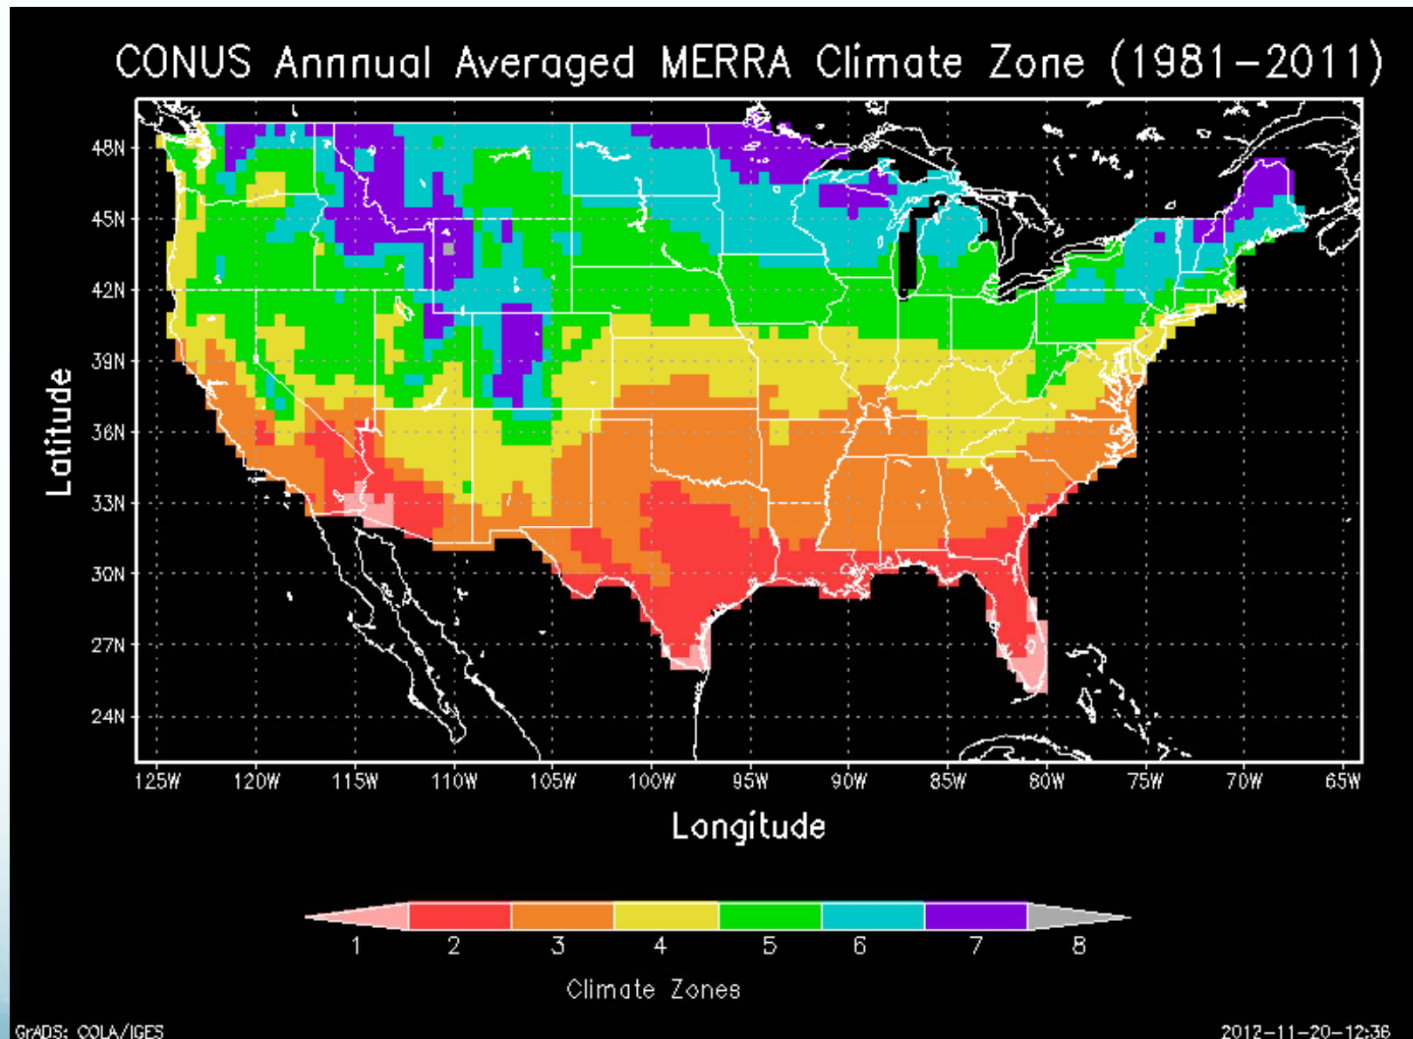 CONUS Annnual Averaged MERRA Climate Zone (1981-2011)
48N
45N
42N
39N
36N
33N
30N
27N
24N
Latitude
125W 120W 115W 110W 105W 100W 95W 90W 85W 80W 75W 70W 65W
Longitude
1 2 3 4 5 6 7 8
Climate Zones
GrADS: COLA/IGES
2012-11-20-12:36